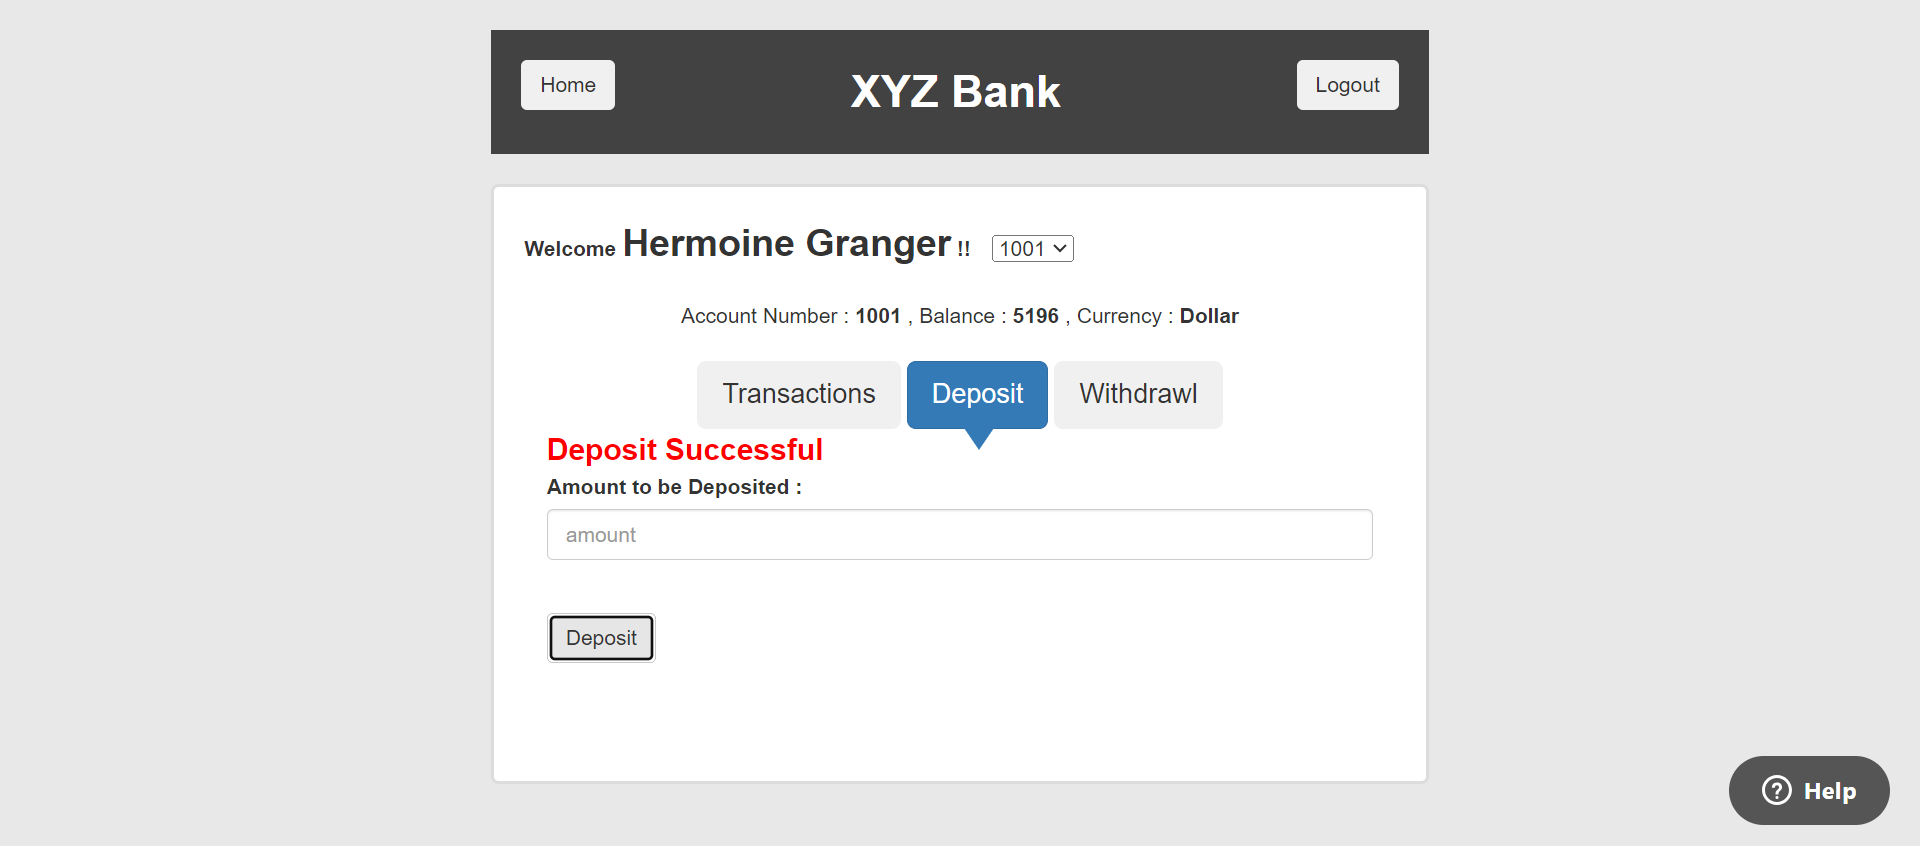 Home
XYZ Bank
Logout
Welcome Hermoine Granger !! 1001
Account Number : 1001 , Balance : 5196 , Currency : Dollar
Transactions
Deposit
Withdrawl
Deposit Successful
Amount to be Deposited :
amount
Deposit
Help